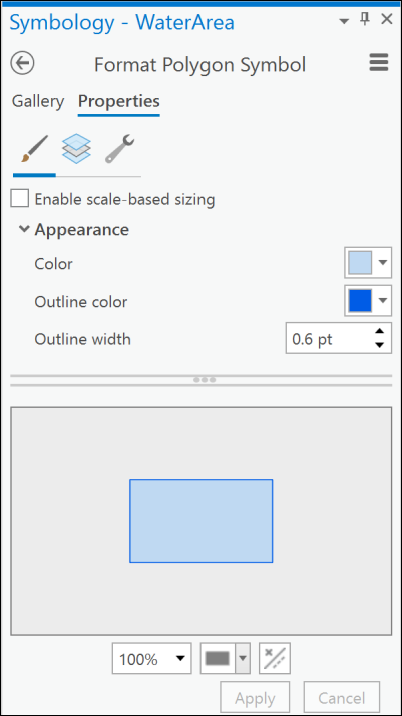 Symbology - WaterArea
Format Polygon Symbol
Gallery Properties
Enable scale-based sizing
Appearance
Color
Outline color
Outline width 0.6 pt
100%
Apply Cancel